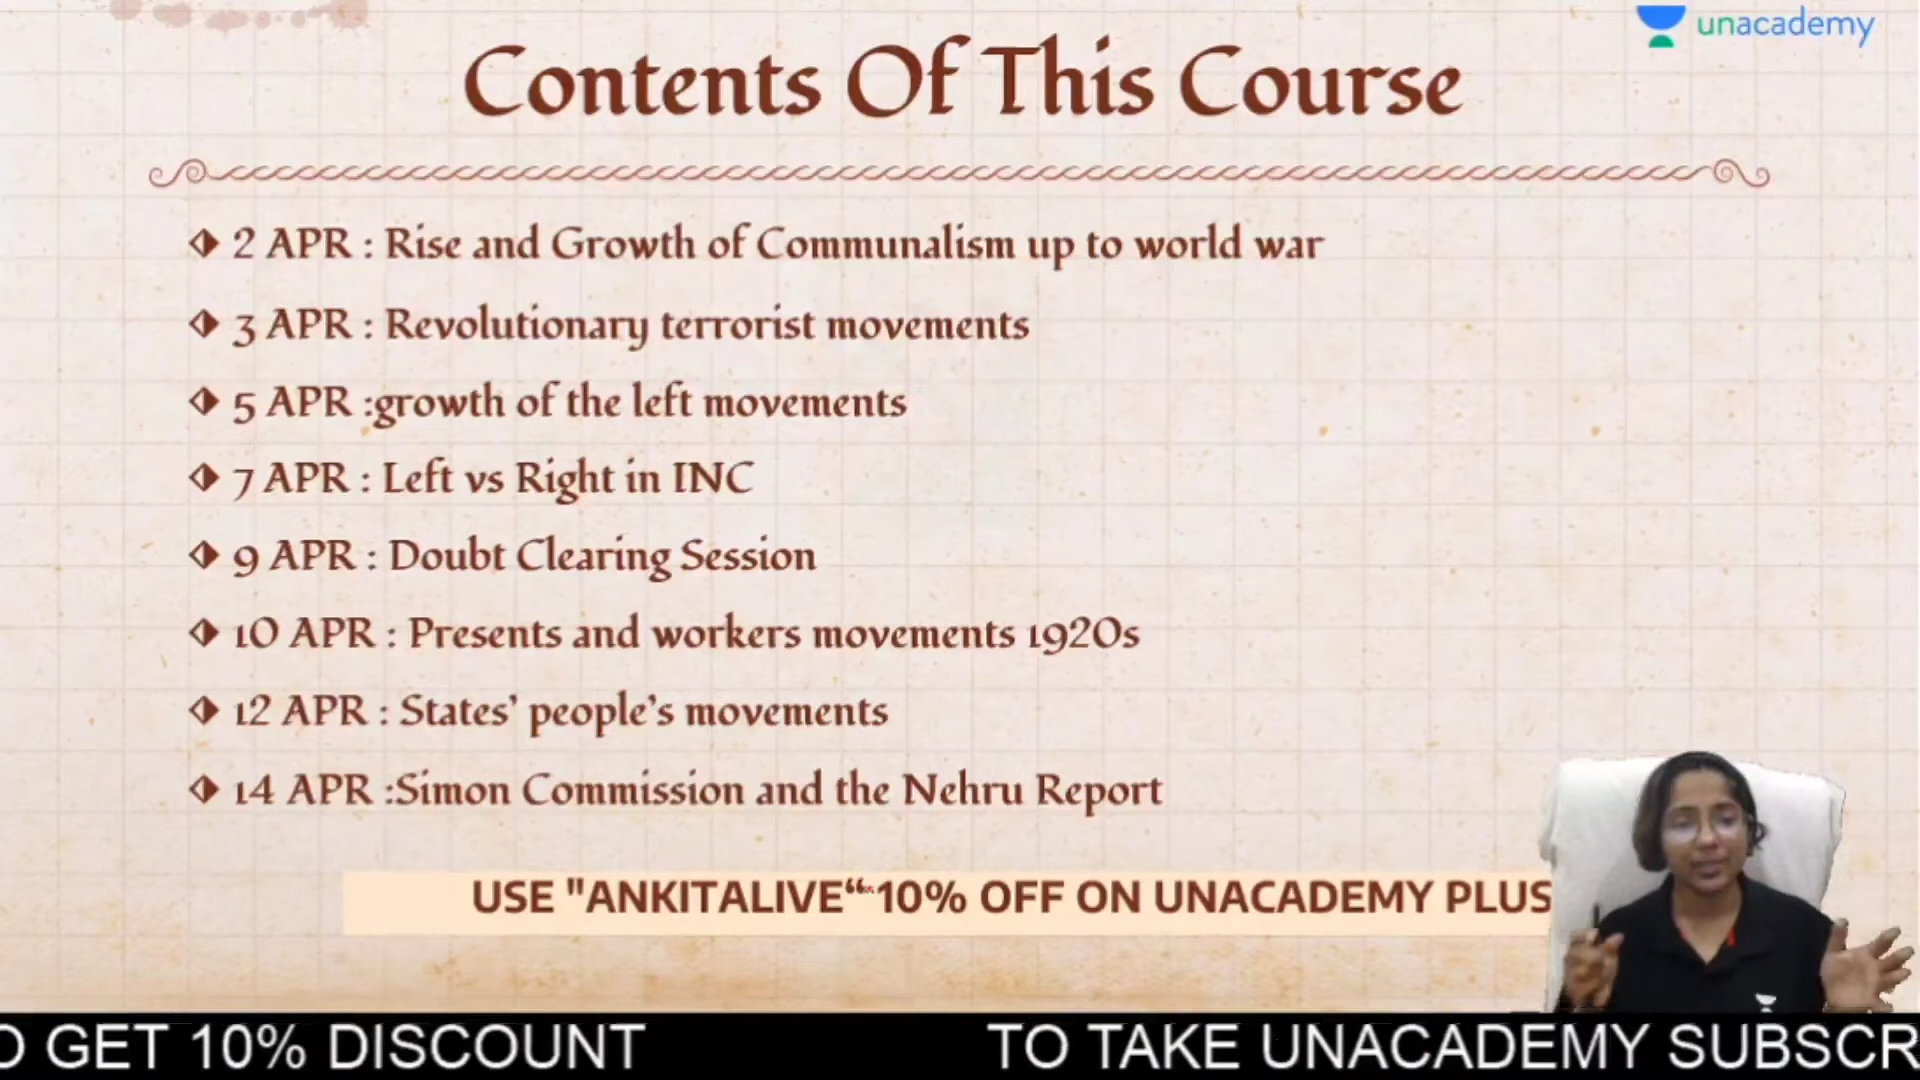 unacademy
Contents Of This Course
2 APR : Rise and Growth of Communalism up to world war
3 APR : Revolutionary terrorist movements
5 APR :growth of the left movements
7 APR : Left vs Right in INC
9 APR : Doubt Clearing Session
10 APR : Presents and workers movements 1920s
12 APR : States’ people’s movements
14 APR :Simon Commission and the Nehru Report
USE "ANKITALIVE“ 10% OFF ON UNACADEMY PLUS
O GET 10% DISCOUNT TO TAKE UNACADEMY SUBSCR